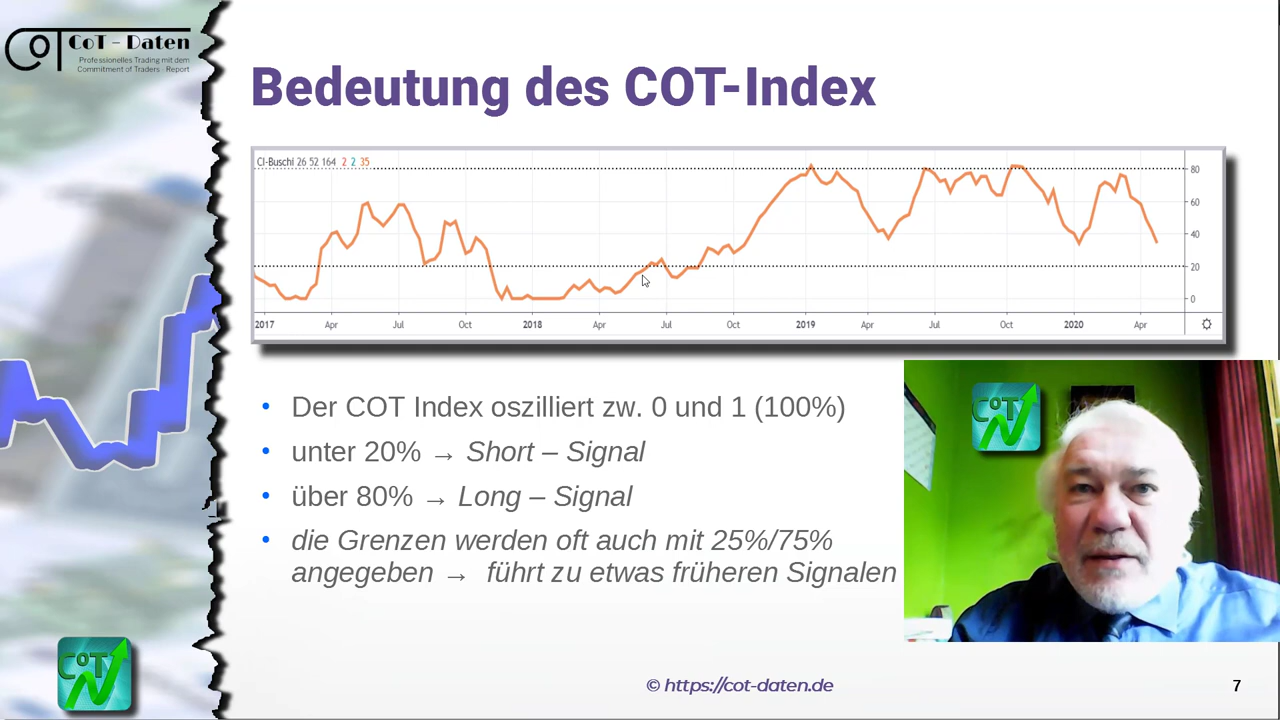 CoT - Daten
Professionelles Trading mit dem
Commitment of Traders - Report
Bedeutung des COT-Index
CI-Buschi 26 52 164 2 2 35
80
60
40
20
0
2017 Apr Jul Oct 2018 Apr Jul Oct 2019 Apr Jul Oct 2020 Apr
• Der COT Index oszilliert zw. 0 und 1 (100%)
• unter 20% → Short – Signal
• über 80% → Long – Signal
• die Grenzen werden oft auch mit 25%/75%
angegeben → führt zu etwas früheren Signalen
CoT
CoT
© https://cot-daten.de
7